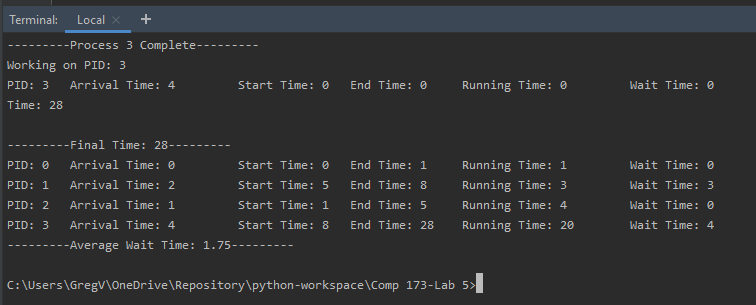 Terminal: Local × +
---------Process 3 Complete---------
Working on PID: 3
PID: 3 Arrival Time: 4 Start Time: 0 End Time: 0 Running Time: 0 Wait Time: 0
Time: 28
---------Final Time: 28---------
PID: 0 Arrival Time: 0 Start Time: 0 End Time: 1 Running Time: 1 Wait Time: 0
PID: 1 Arrival Time: 2 Start Time: 5 End Time: 8 Running Time: 3 Wait Time: 3
PID: 2 Arrival Time: 1 Start Time: 1 End Time: 5 Running Time: 4 Wait Time: 0
PID: 3 Arrival Time: 4 Start Time: 8 End Time: 28 Running Time: 20 Wait Time: 4
---------Average Wait Time: 1.75---------
C:\Users\GregV\OneDrive\Repository\python-workspace\Comp 173-Lab 5>